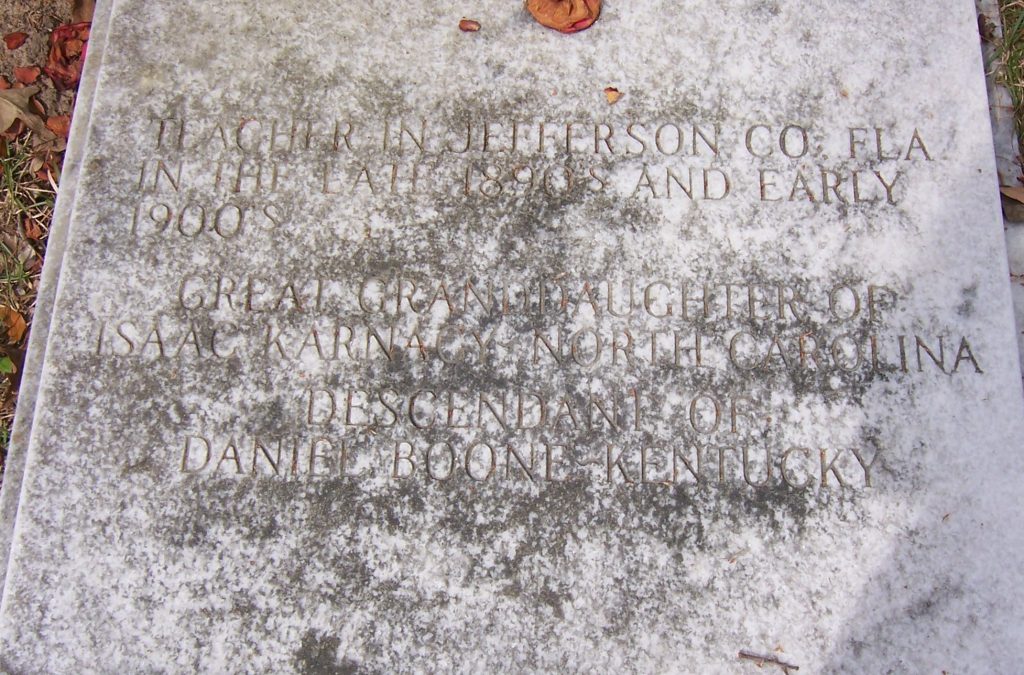 TEACHER IN JEFFERSON CO. FLA
IN THE LATE 1890'S AND EARLY
1900'S
GREAT GRANDDAUGHTER OF
ISAAC KARNAGY-NORTH CAROLINA
DESCENDANT OF
DANIEL BOONE-KENTUCKY